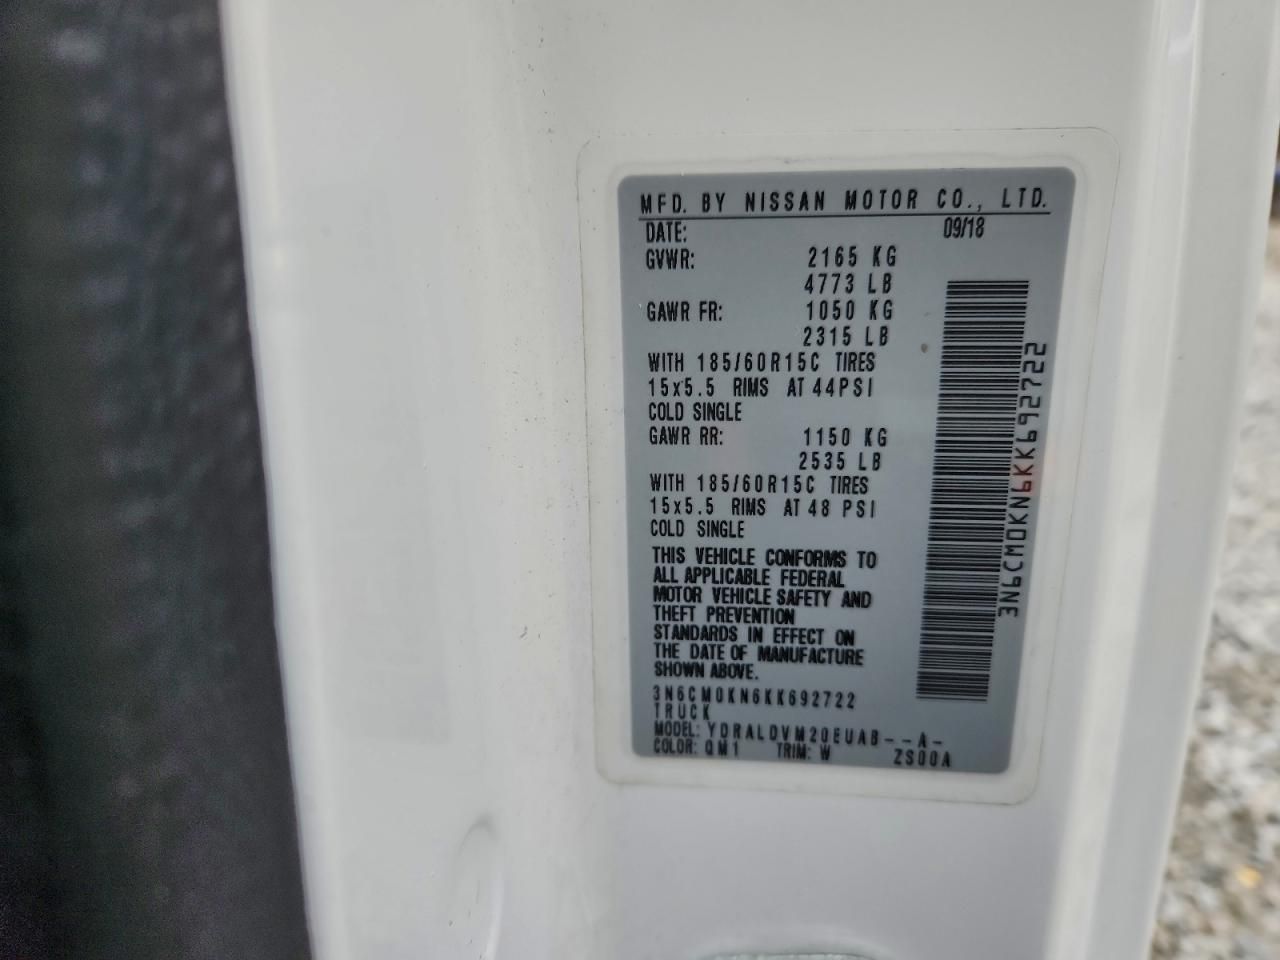 MFD. BY NISSAN MOTOR CO., LTD.
DATE: 09/18
GVWR: 2165 KG
4773 LB
GAWR FR: 1050 KG
2315 LB
WITH 185/60R15C TIRES
15x5.5 RIMS AT 44PSI
COLD SINGLE
GAWR RR: 1150 KG
2535 LB
WITH 185/60R15C TIRES
15x5.5 RIMS AT 48 PSI
COLD SINGLE
THIS VEHICLE CONFORMS TO
ALL APPLICABLE FEDERAL
MOTOR VEHICLE SAFETY AND
THEFT PREVENTION
STANDARDS IN EFFECT ON
THE DATE OF MANUFACTURE
SHOWN ABOVE.
3N6CM0KN6KK692722
TRUCK
MODEL: YDRALDVM20EUAB--A-
COLOR: QM1 TRIM: W ZS00A
3N6CM0KN6KK692722